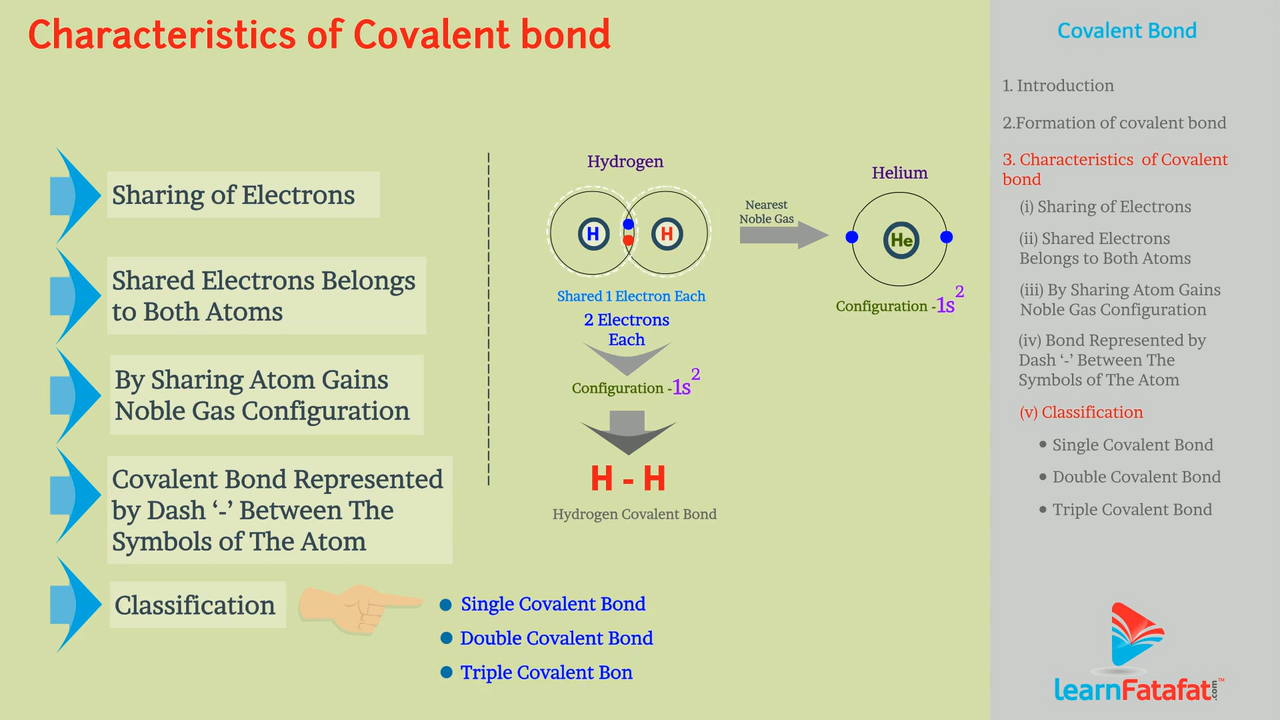 Characteristics of Covalent bond
Sharing of Electrons
Shared Electrons Belongs
to Both Atoms
By Sharing Atom Gains
Noble Gas Configuration
Covalent Bond Represented
by Dash ‘-’ Between The
Symbols of The Atom
Classification
Single Covalent Bond
Double Covalent Bond
Triple Covalent Bon
Hydrogen
H H
Shared 1 Electron Each
2 Electrons
Each
Configuration -1s²
H - H
Hydrogen Covalent Bond
Nearest
Noble Gas
Helium
He
Configuration -1s²
Covalent Bond
1. Introduction
2.Formation of covalent bond
3. Characteristics of Covalent
bond
(i) Sharing of Electrons
(ii) Shared Electrons
Belongs to Both Atoms
(iii) By Sharing Atom Gains
Noble Gas Configuration
(iv) Bond Represented by
Dash ‘-’ Between The
Symbols of The Atom
(v) Classification
• Single Covalent Bond
• Double Covalent Bond
• Triple Covalent Bond
learnFatafat.com™